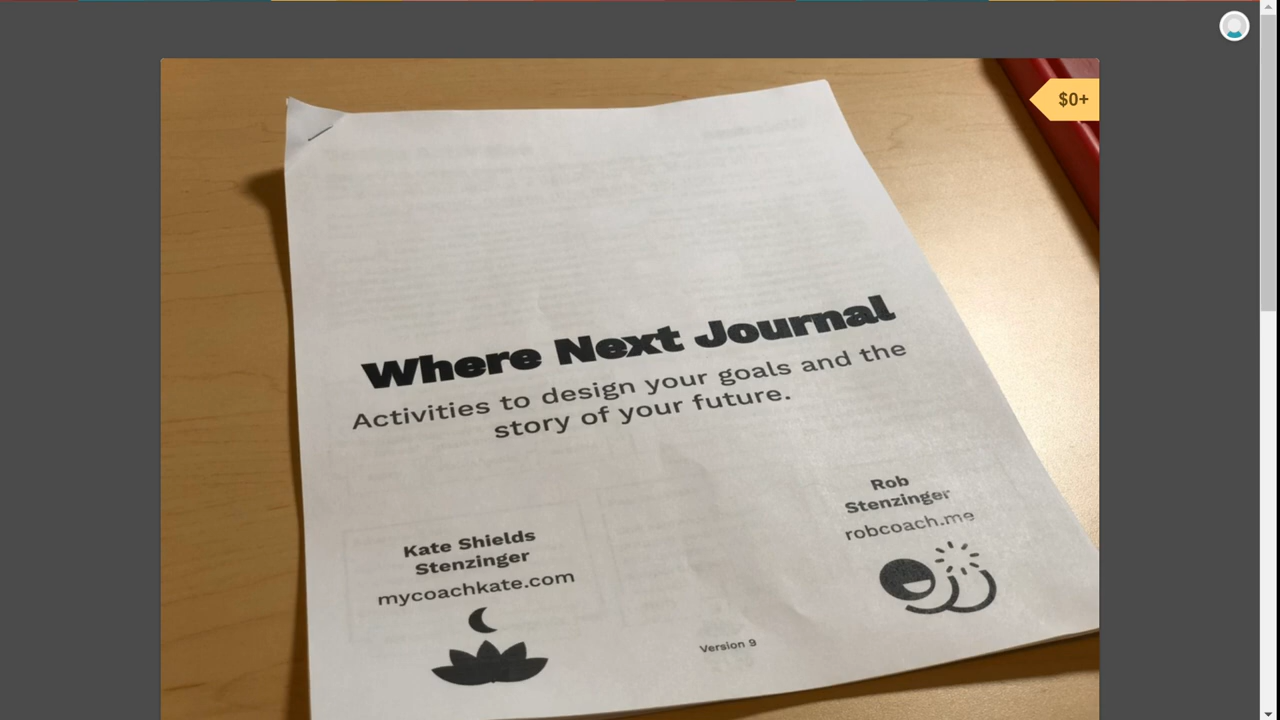 $0+
Where Next Journal
Activities to design your goals and the
story of your future.
Rob
Stenzinger
robcoach.me
Kate Shields
Stenzinger
mycoachkate.com
Version 9